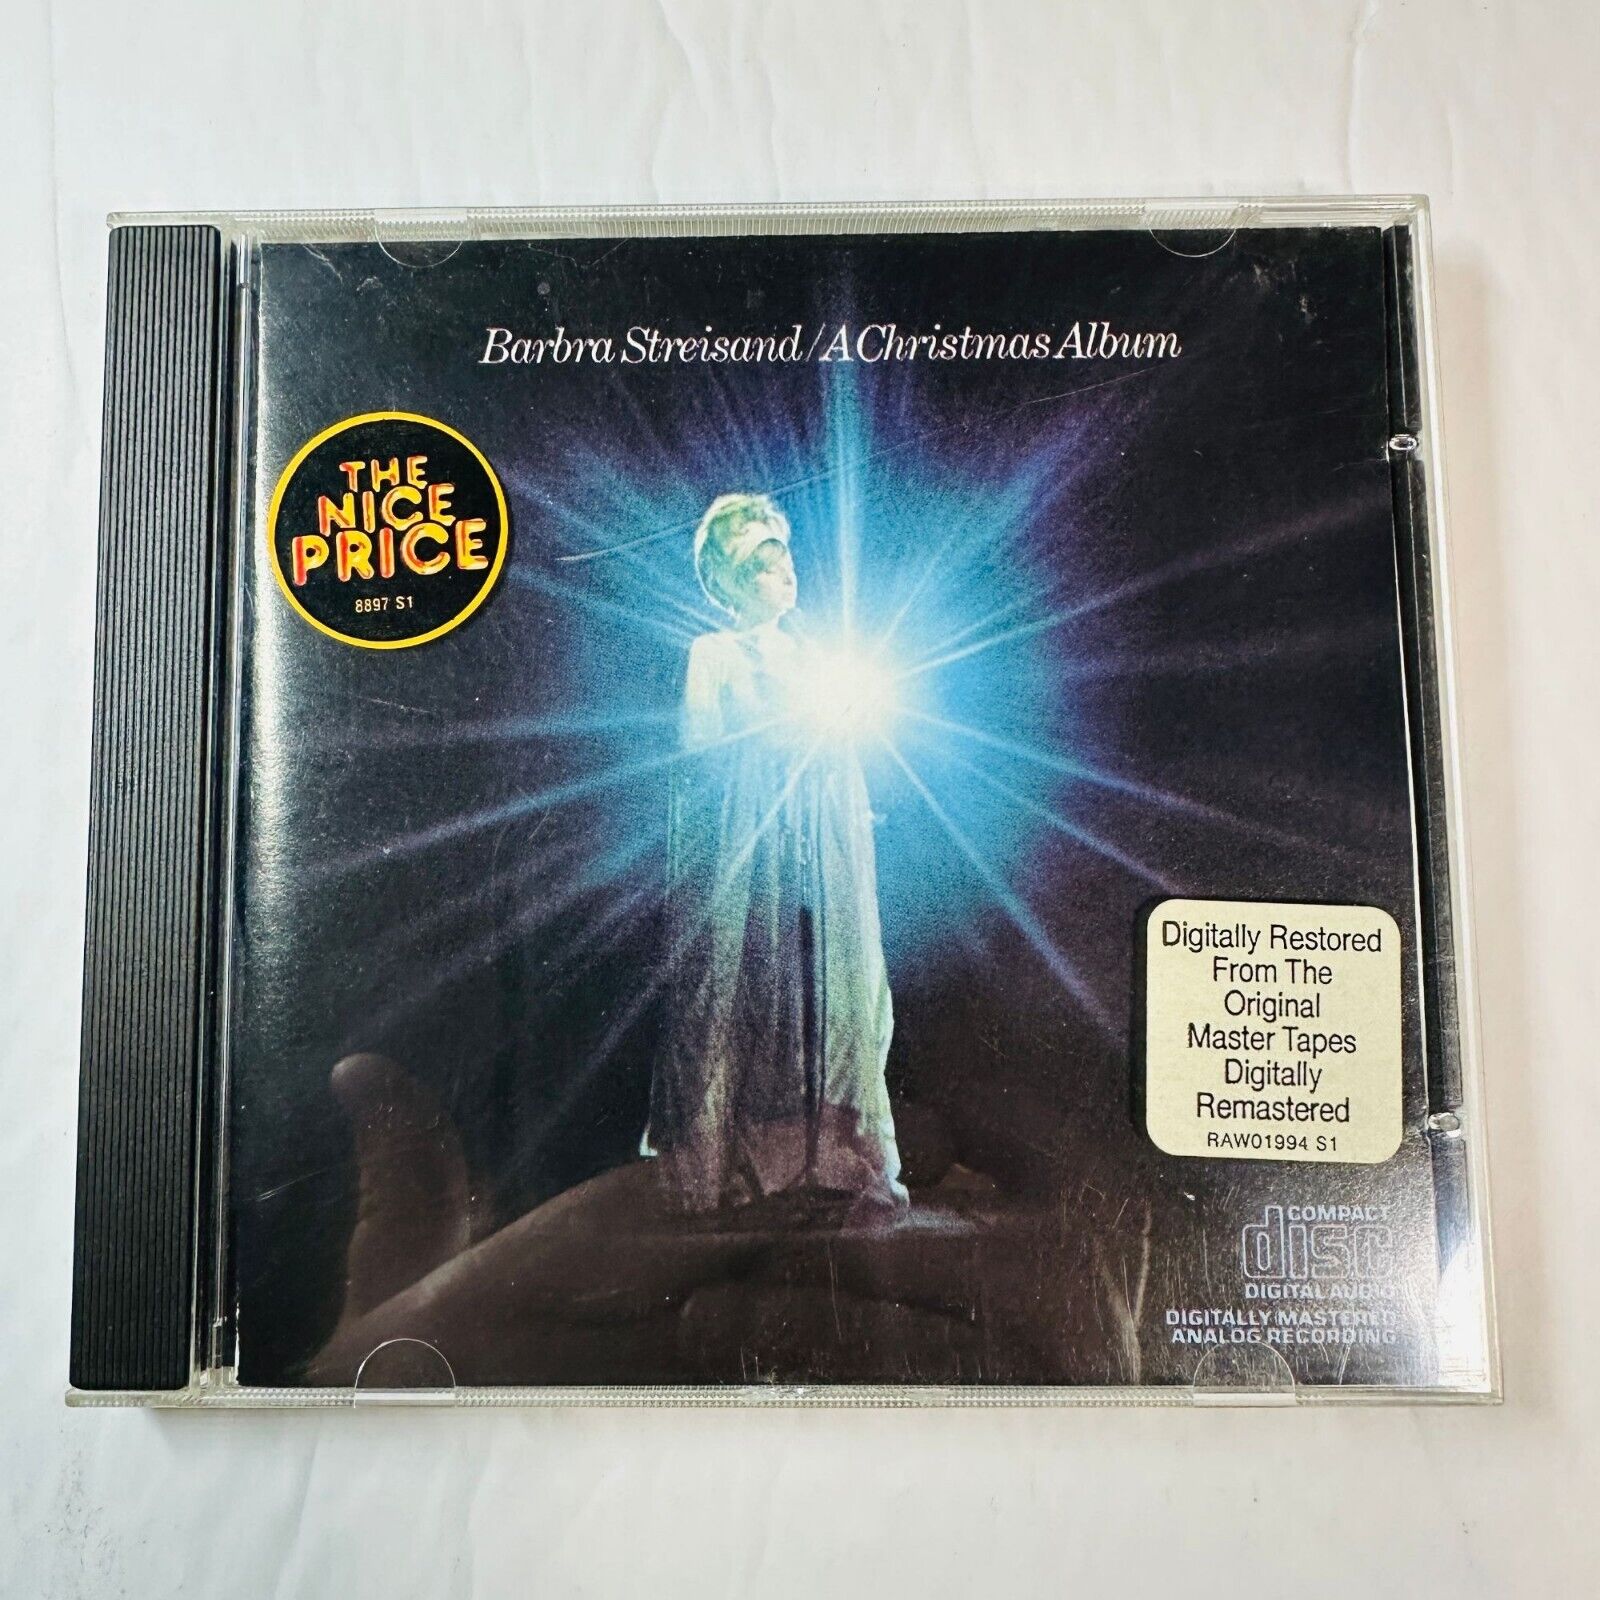 Barbra Streisand/A Christmas Album
THE
NICE
PRICE
8897 S1
Digitally Restored
From The
Original
Master Tapes
Digitally
Remastered
RAW01994 S1
COMPACT
disc
DIGITAL AUDIO
DIGITALLY MASTERED
ANALOG RECORDING